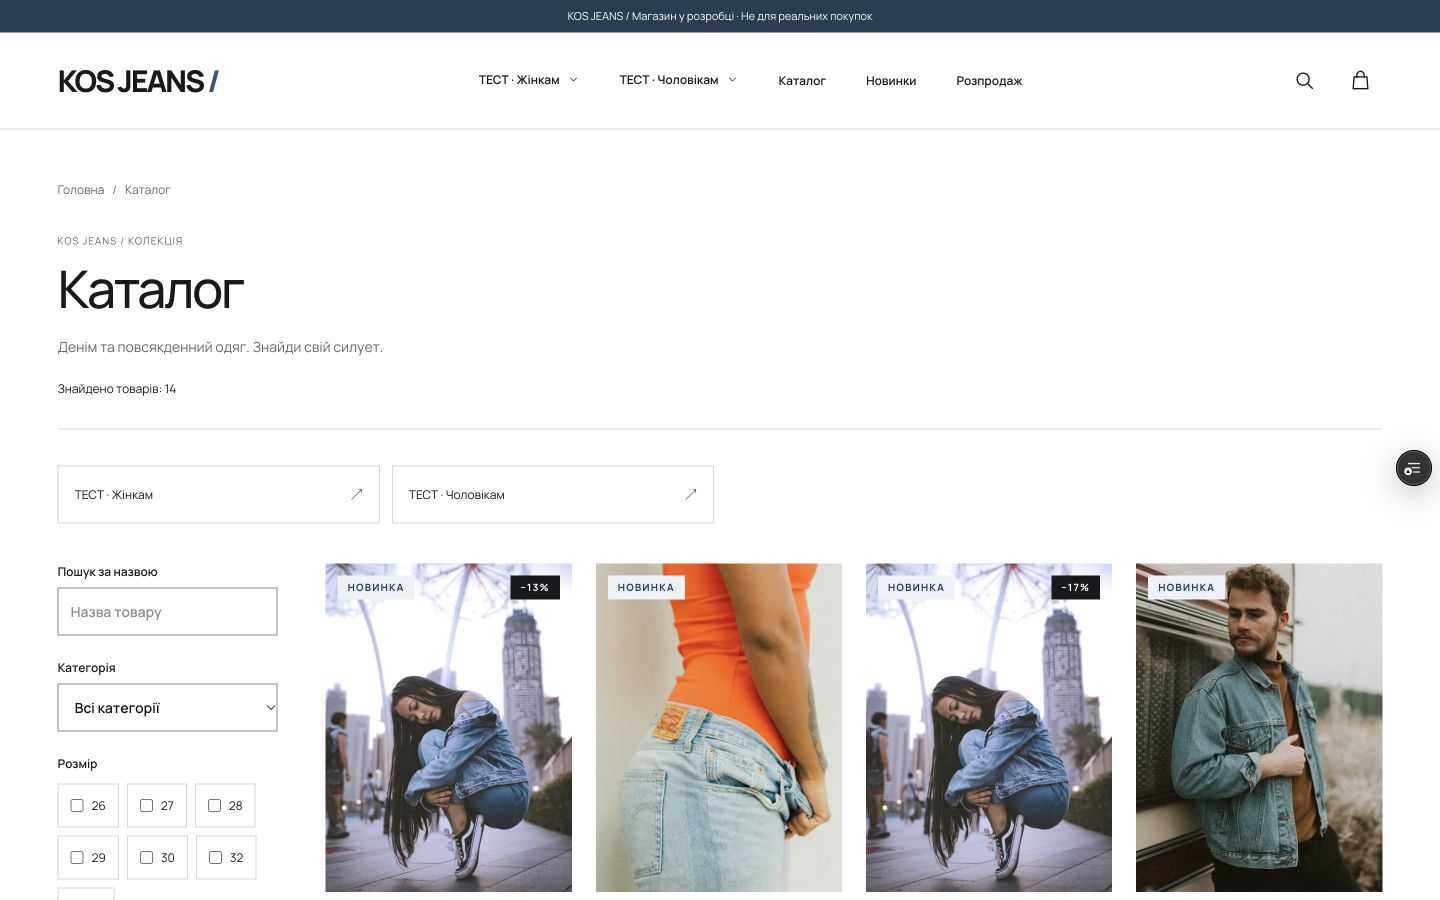 KOS JEANS / Магазин у розробці · Не для реальних покупок
KOS JEANS /
ТЕСТ · Жінкам
ТЕСТ · Чоловікам
Каталог
Новинки
Розпродаж
Головна / Каталог
KOS JEANS / КОЛЕКЦІЯ
Каталог
Денім та повсякденний одяг. Знайди свій силует.
Знайдено товарів: 14
ТЕСТ · Жінкам
ТЕСТ · Чоловікам
Пошук за назвою
Назва товару
Категорія
Всі категорії
Розмір
26
27
28
29
30
32
НОВИНКА
−13%
НОВИНКА
НОВИНКА
−17%
НОВИНКА